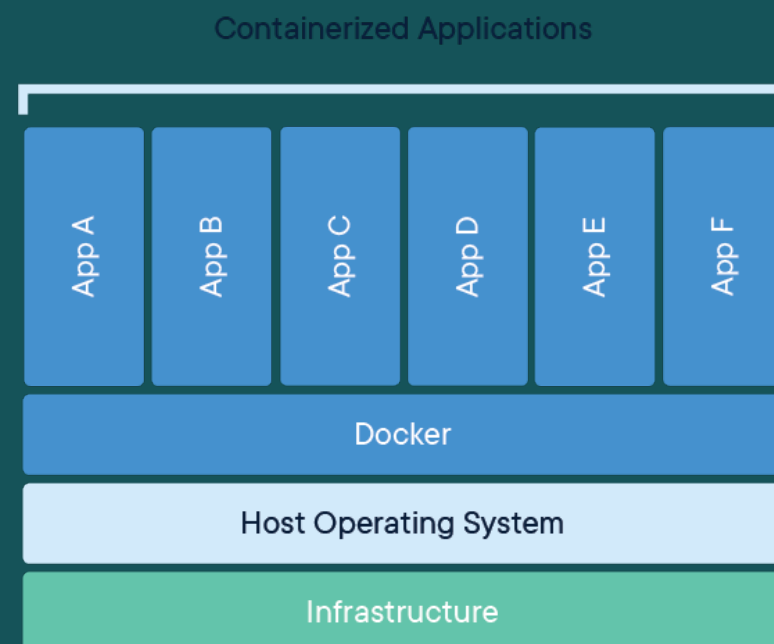 Containerized Applications
App A
App B
App C
App D
App E
App F
Docker
Host Operating System
Infrastructure